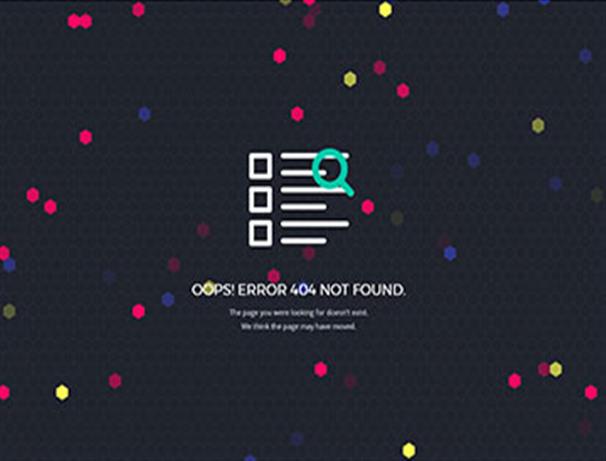 OOPS! ERROR 404 NOT FOUND.
The page you were looking for doesn't exist.
We think the page may have moved.